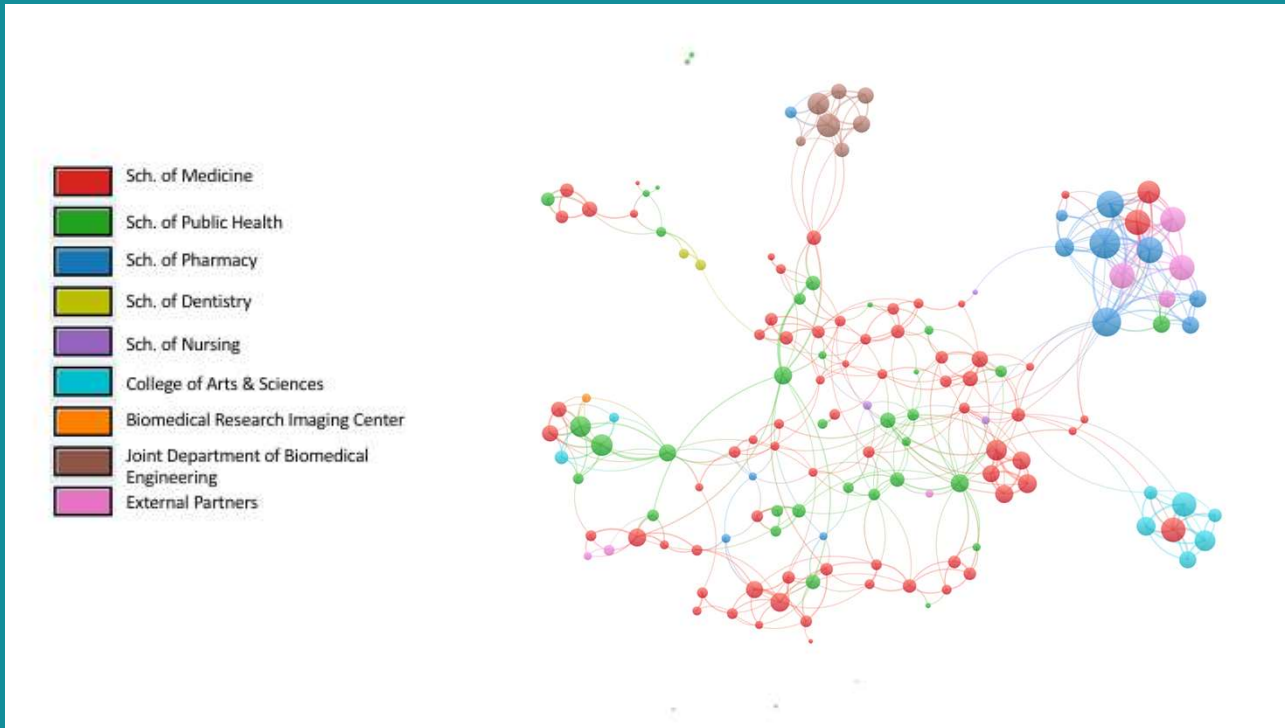 Sch. of Medicine
Sch. of Public Health
Sch. of Pharmacy
Sch. of Dentistry
Sch. of Nursing
College of Arts & Sciences
Biomedical Research Imaging Center
Joint Department of Biomedical
Engineering
External Partners